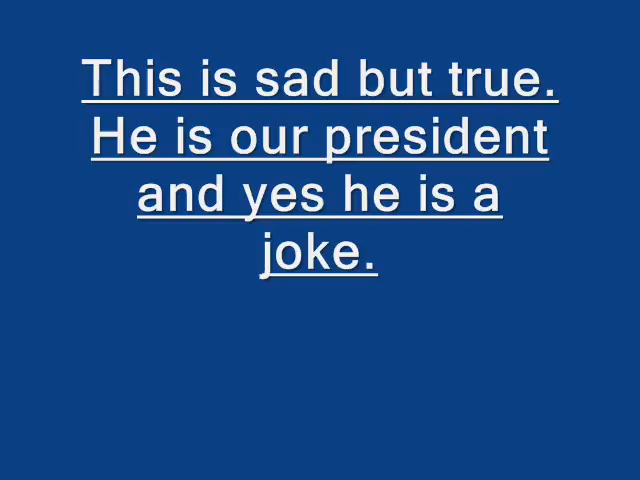 This is sad but true.
He is our president
and yes he is a
joke.